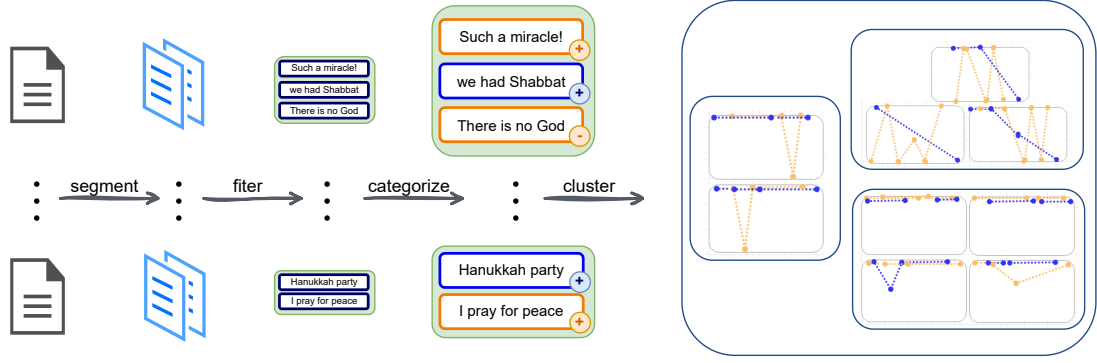 Such a miracle!
we had Shabbat
There is no God
Such a miracle!
+
we had Shabbat
+
There is no God
-
segment
fiter
categorize
cluster
Hanukkah party
I pray for peace
Hanukkah party
+
I pray for peace
+